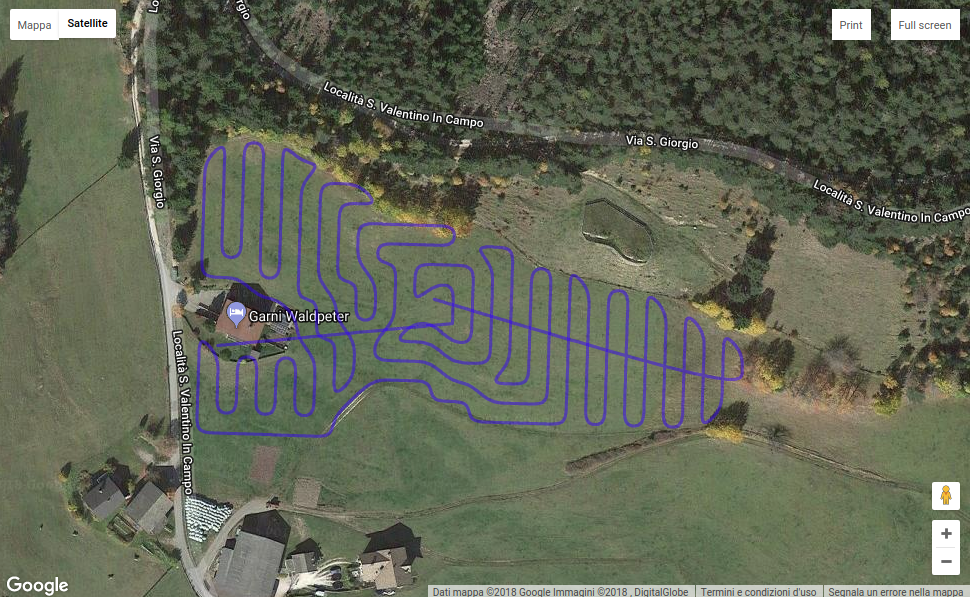 Mappa
Satellite
Print
Full screen
Lo
giorgio
Località S. Valentino In Campo
Via S. Giorgio
Via S. Giorgio
Località S. Valentino In Campo
Garni Waldpeter
Località S. Valentino In Campo
Google
Dati mappa ©2018 Google Immagini ©2018 , DigitalGlobe
Termini e condizioni d'uso
Segnala un errore nella mappa